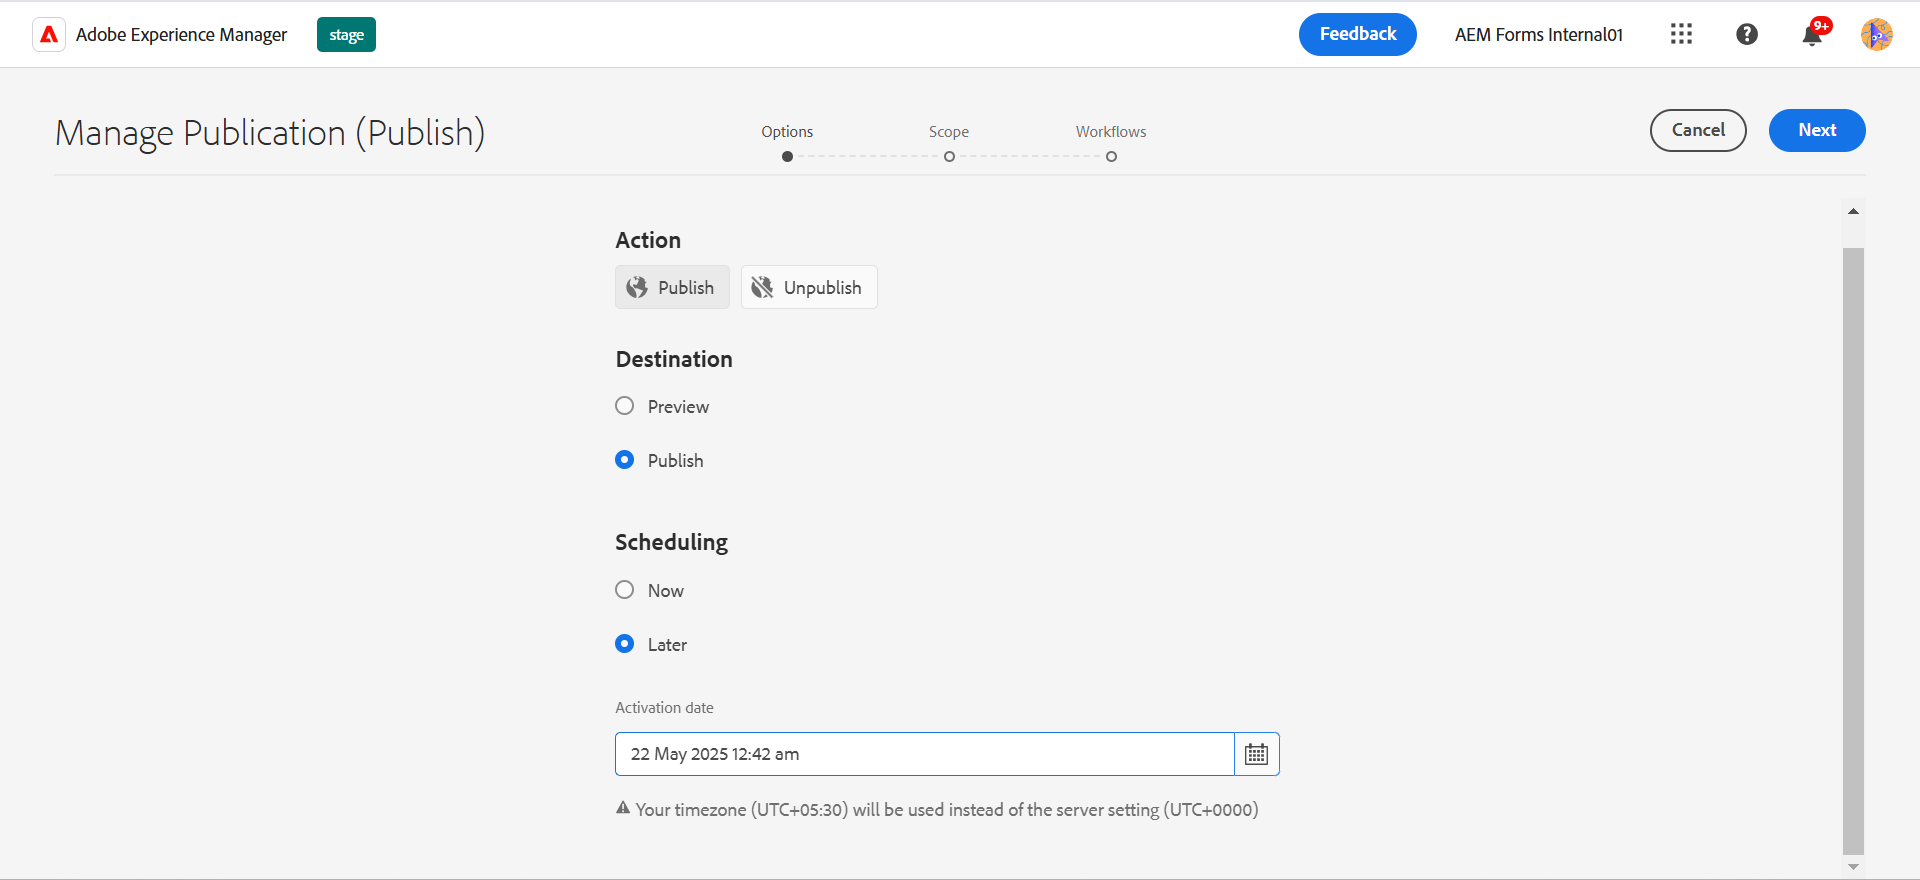 Adobe Experience Manager
stage
Feedback
AEM Forms Internal01
9+
Manage Publication (Publish)
Options
Scope
Workflows
Cancel
Next
Action
Publish
Unpublish
Destination
Preview
Publish
Scheduling
Now
Later
Activation date
22 May 2025 12:42 am
Your timezone (UTC+05:30) will be used instead of the server setting (UTC+0000)